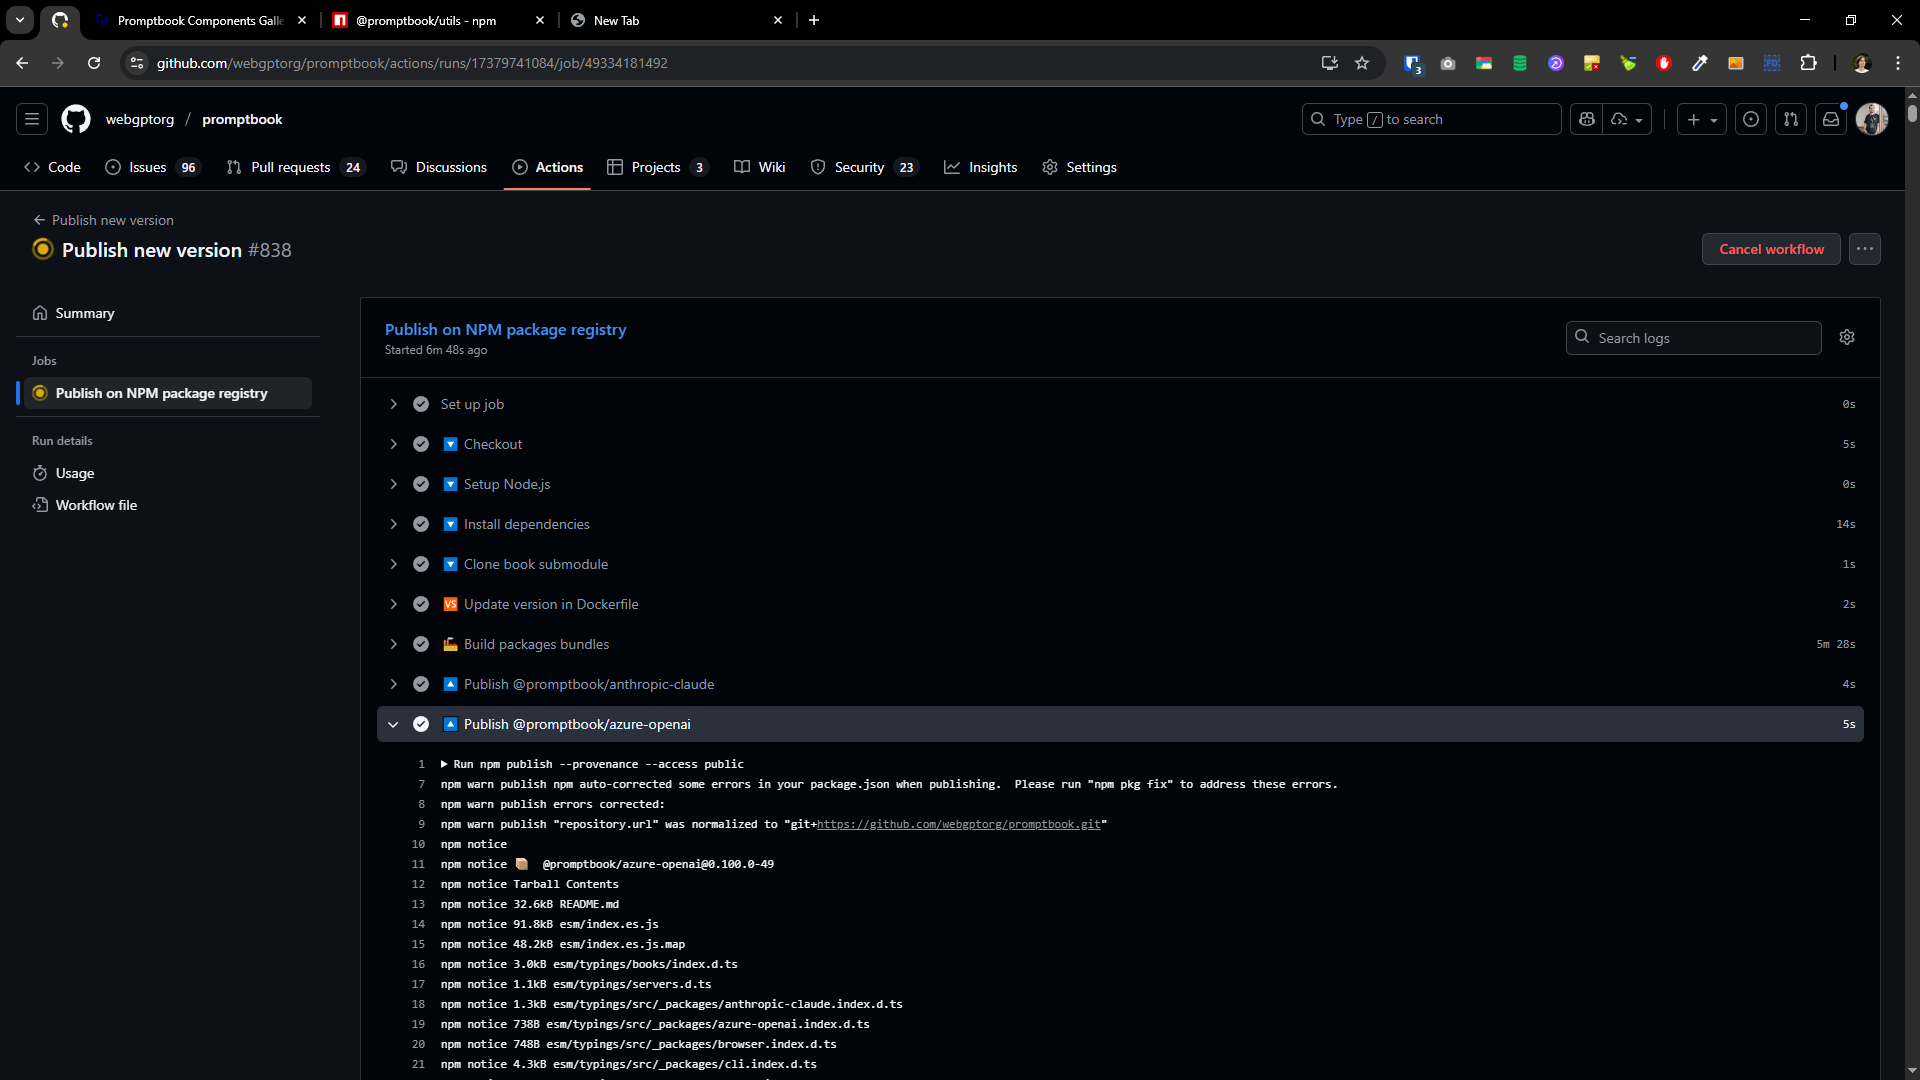 Promptbook Components Galle
@promptbook/utils - npm
New Tab
github.com/webgptorg/promptbook/actions/runs/17379741084/job/49334181492
3
FD
webgptorg / promptbook
Type / to search
Code
Issues 96
Pull requests 24
Discussions
Actions
Projects 3
Wiki
Security 23
Insights
Settings
Publish new version
Publish new version #838
Cancel workflow
Summary
Jobs
Publish on NPM package registry
Run details
Usage
Workflow file
Publish on NPM package registry
Started 6m 48s ago
Search logs
Set up job 0s
Checkout 5s
Setup Node.js 0s
Install dependencies 14s
Clone book submodule 1s
VS Update version in Dockerfile 2s
Build packages bundles 5m 28s
Publish @promptbook/anthropic-claude 4s
Publish @promptbook/azure-openai 5s
1 Run npm publish --provenance --access public
7 npm warn publish npm auto-corrected some errors in your package.json when publishing.  Please run "npm pkg fix" to address these errors.
8 npm warn publish errors corrected:
9 npm warn publish "repository.url" was normalized to "git+https://github.com/webgptorg/promptbook.git"
10 npm notice
11 npm notice 📦  @promptbook/azure-openai@0.100.0-49
12 npm notice Tarball Contents
13 npm notice 32.6kB README.md
14 npm notice 91.8kB esm/index.es.js
15 npm notice 48.2kB esm/index.es.js.map
16 npm notice 3.0kB esm/typings/books/index.d.ts
17 npm notice 1.1kB esm/typings/servers.d.ts
18 npm notice 1.3kB esm/typings/src/_packages/anthropic-claude.index.d.ts
19 npm notice 738B esm/typings/src/_packages/azure-openai.index.d.ts
20 npm notice 748B esm/typings/src/_packages/browser.index.d.ts
21 npm notice 4.3kB esm/typings/src/_packages/cli.index.d.ts